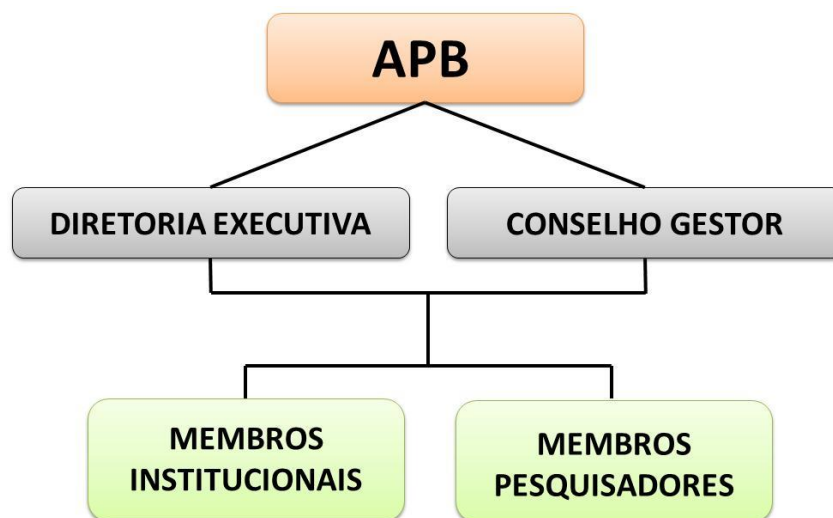 APB
DIRETORIA EXECUTIVA
CONSELHO GESTOR
MEMBROS
INSTITUCIONAIS
MEMBROS
PESQUISADORES